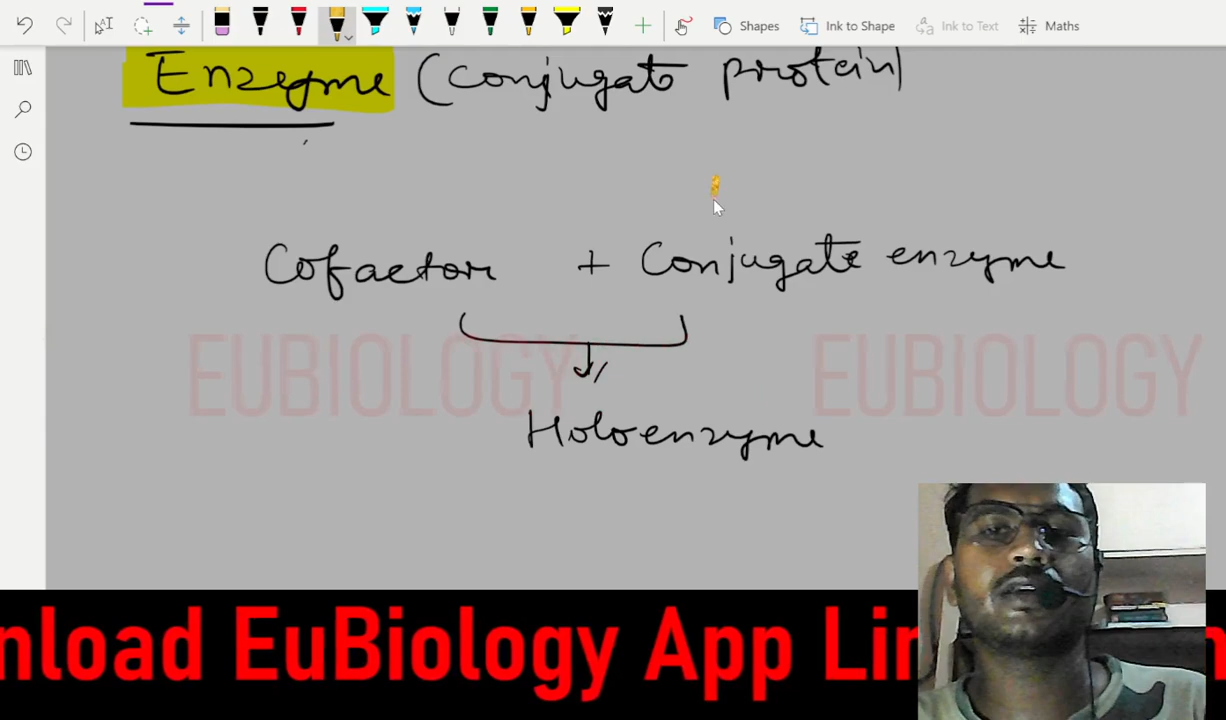 Shapes Ink to Shape Ink to Text Maths
Enzyme (Conjugate protein)
Cofactor + Conjugate enzyme
EUBIOLOGY EUBIOLOGY
Holoenzyme
nload EuBiology App Lin